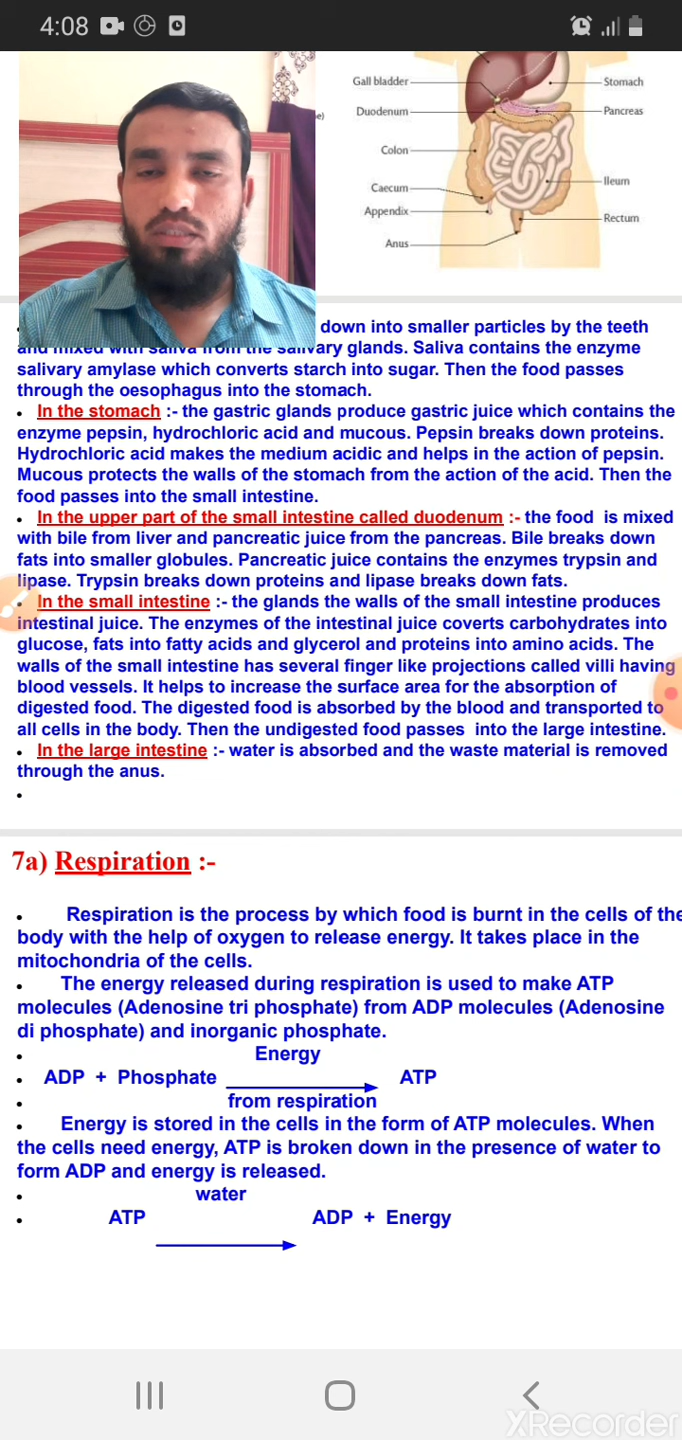 4:08
Gall bladder
Stomach
e)
Duodenum
Pancreas
Colon
Ileum
Caecum
Appendix
Rectum
Anus
down into smaller particles by the teeth
and mixed with saliva from the salivary glands. Saliva contains the enzyme
salivary amylase which converts starch into sugar. Then the food passes
through the oesophagus into the stomach.
• In the stomach :- the gastric glands produce gastric juice which contains the
enzyme pepsin, hydrochloric acid and mucous. Pepsin breaks down proteins.
Hydrochloric acid makes the medium acidic and helps in the action of pepsin.
Mucous protects the walls of the stomach from the action of the acid. Then the
food passes into the small intestine.
• In the upper part of the small intestine called duodenum :- the food is mixed
with bile from liver and pancreatic juice from the pancreas. Bile breaks down
fats into smaller globules. Pancreatic juice contains the enzymes trypsin and
lipase. Trypsin breaks down proteins and lipase breaks down fats.
• In the small intestine :- the glands the walls of the small intestine produces
intestinal juice. The enzymes of the intestinal juice coverts carbohydrates into
glucose, fats into fatty acids and glycerol and proteins into amino acids. The
walls of the small intestine has several finger like projections called villi having
blood vessels. It helps to increase the surface area for the absorption of
digested food. The digested food is absorbed by the blood and transported to
all cells in the body. Then the undigested food passes into the large intestine.
• In the large intestine :- water is absorbed and the waste material is removed
through the anus.
•
7a) Respiration :-
• Respiration is the process by which food is burnt in the cells of the
body with the help of oxygen to release energy. It takes place in the
mitochondria of the cells.
• The energy released during respiration is used to make ATP
molecules (Adenosine tri phosphate) from ADP molecules (Adenosine
di phosphate) and inorganic phosphate.
• Energy
• ADP + Phosphate ATP
• from respiration
• Energy is stored in the cells in the form of ATP molecules. When
the cells need energy, ATP is broken down in the presence of water to
form ADP and energy is released.
• water
• ATP ADP + Energy
XRecorder